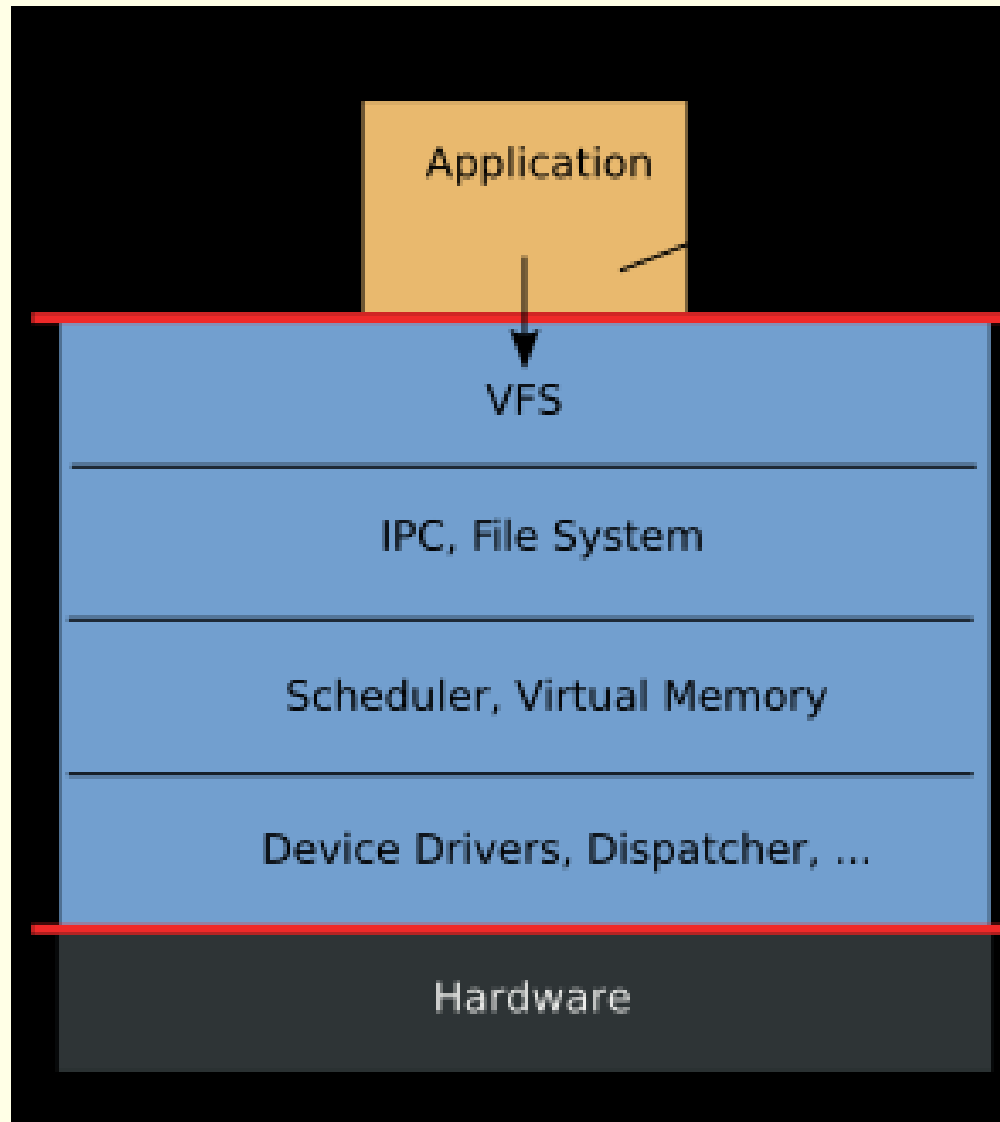 Application
VFS
IPC, File System
Scheduler, Virtual Memory
Device Drivers, Dispatcher, ...
Hardware